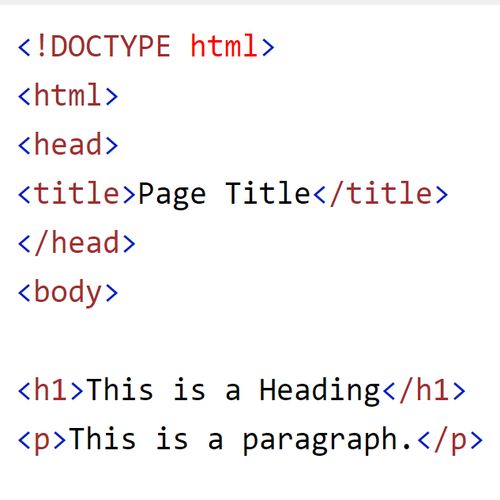 <!DOCTYPE html>
<html>
<head>
<title>Page Title</title>
</head>
<body>
<h1>This is a Heading</h1>
<p>This is a paragraph.</p>